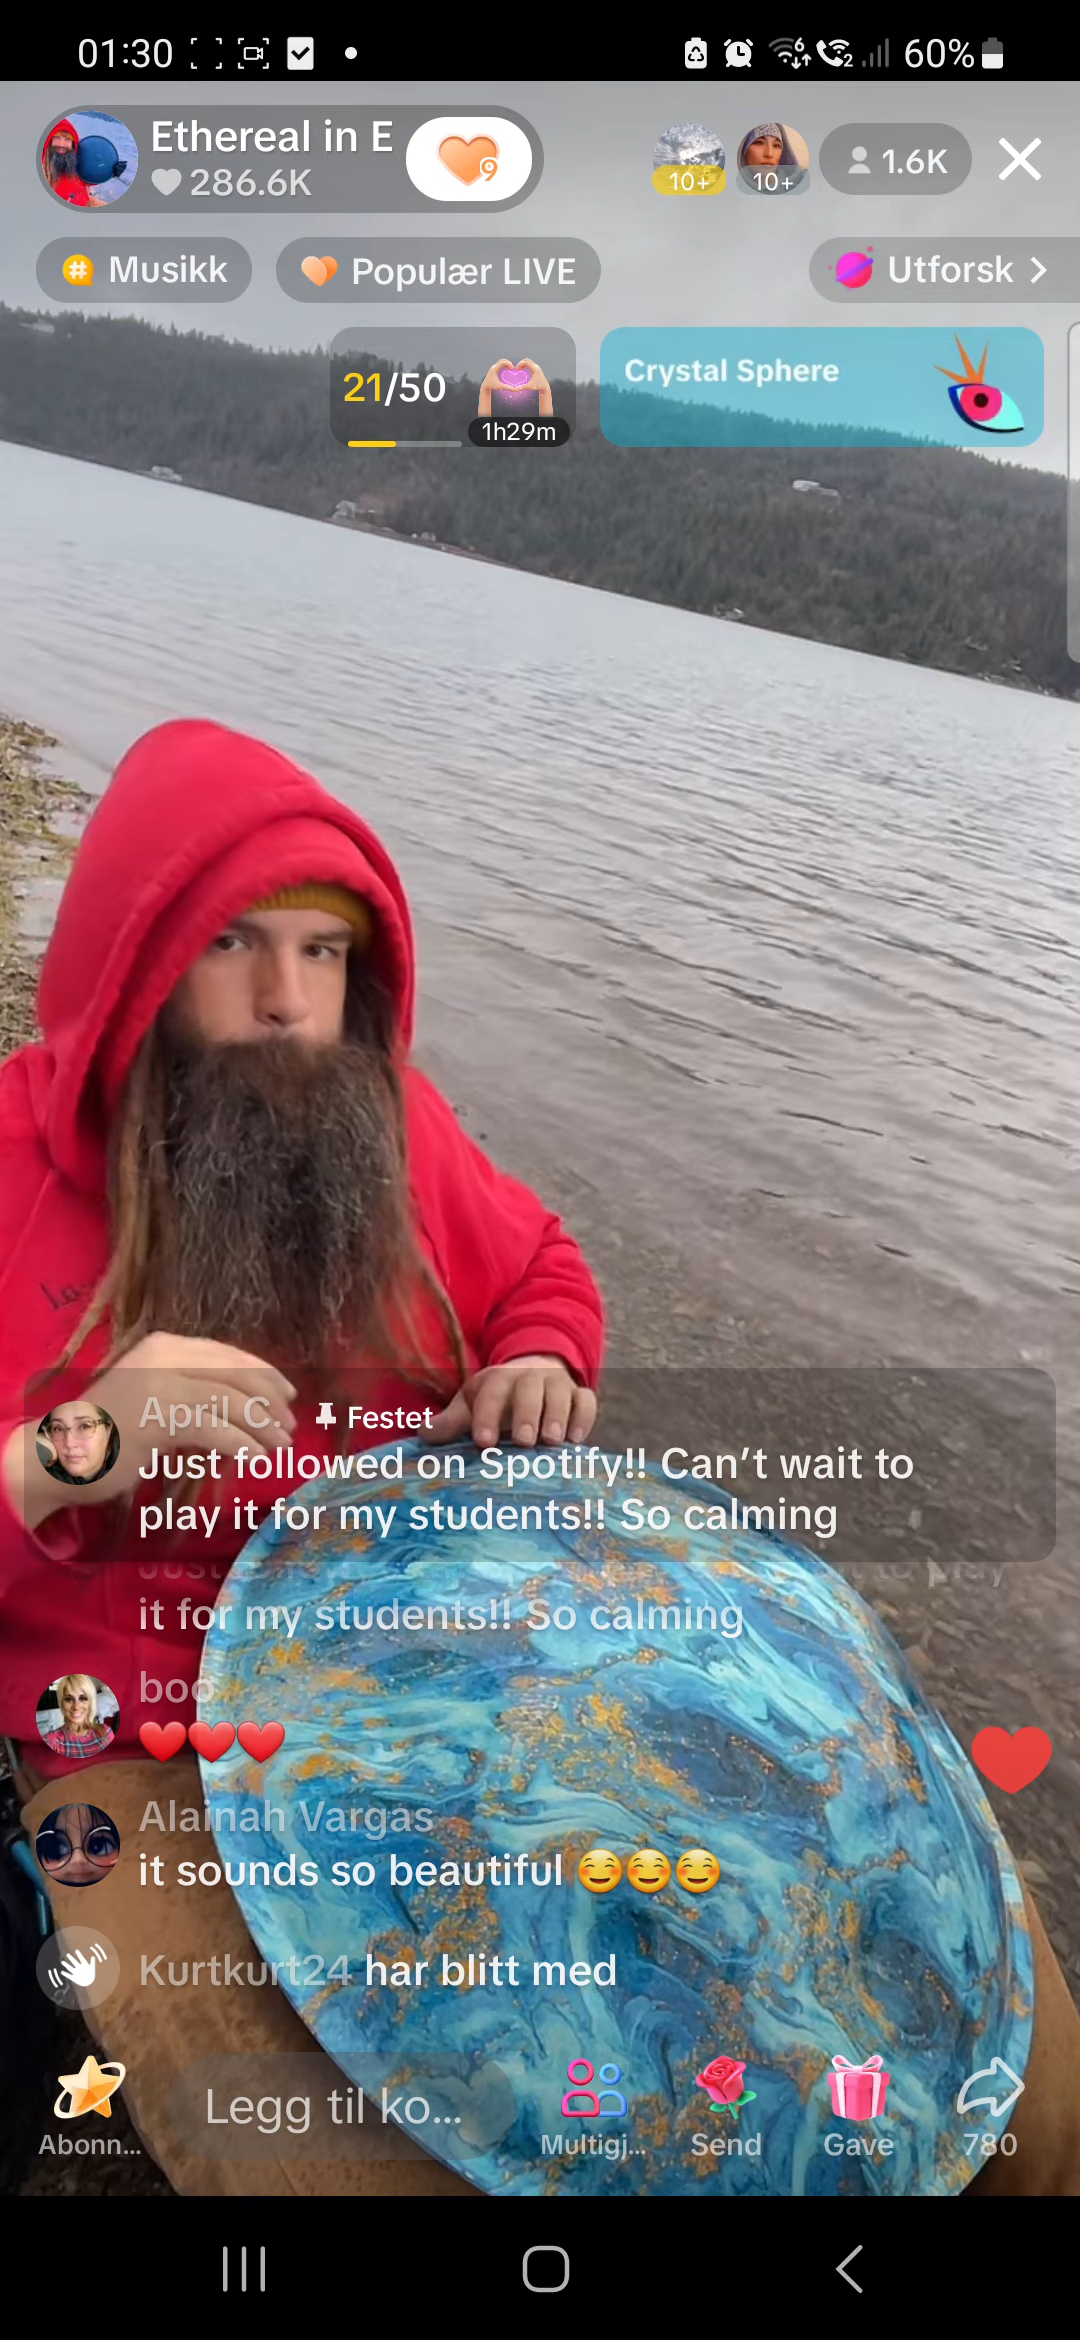 01:30
60%
Ethereal in E
286.6K
10+
10+
1.6K
# Musikk
Populær LIVE
Utforsk
21/50
1h29m
Crystal Sphere
April C. Festet
Just followed on Spotify!! Can’t wait to
play it for my students!! So calming
it for my students!! So calming
boo
Alainah Vargas
it sounds so beautiful 😊😊😊
Kurtkurt24 har blitt med
Legg til ko...
Abonn...
Multigj...
Send
Gave
780